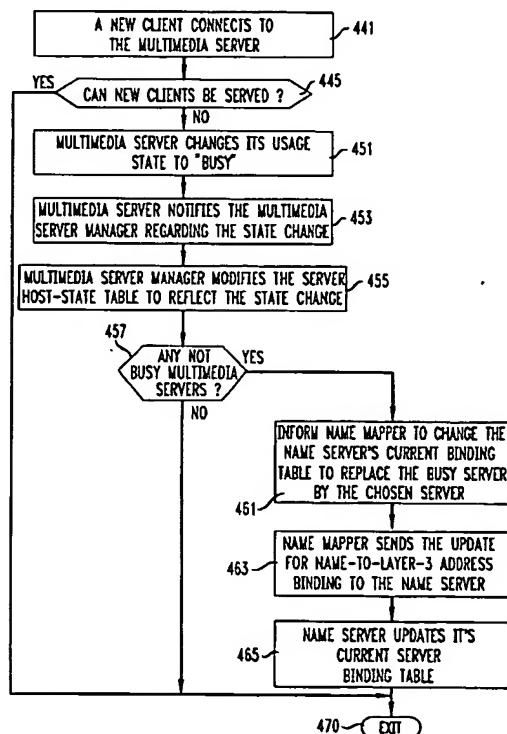 A NEW CLIENT CONNECTS TO
THE MULTIMEDIA SERVER
441
YES
CAN NEW CLIENTS BE SERVED ?
445
NO
MULTIMEDIA SERVER CHANGES ITS USAGE
STATE TO "BUSY"
451
MULTIMEDIA SERVER NOTIFIES THE MULTIMEDIA
SERVER MANAGER REGARDING THE STATE CHANGE
453
MULTIMEDIA SERVER MANAGER MODIFIES THE SERVER
HOST-STATE TABLE TO REFLECT THE STATE CHANGE
455
457
ANY NOT
BUSY MULTIMEDIA
SERVERS ?
YES
NO
INFORM NAME MAPPER TO CHANGE THE
NAME SERVER'S CURRENT BINDING
TABLE TO REPLACE THE BUSY SERVER
BY THE CHOSEN SERVER
461
NAME MAPPER SENDS THE UPDATE
FOR NAME-TO-LAYER-3 ADDRESS
BINDING TO THE NAME SERVER
463
NAME SERVER UPDATES IT'S
CURRENT SERVER
BINDING TABLE
465
470
EXIT